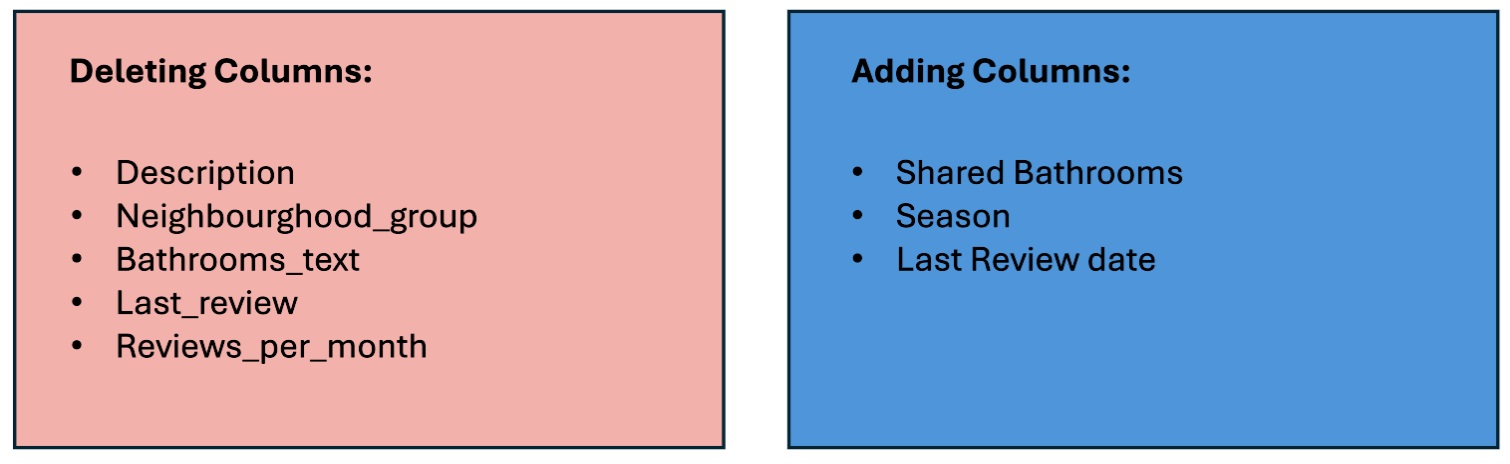 Deleting Columns:
• Description
• Neighbourghood_group
• Bathrooms_text
• Last_review
• Reviews_per_month
Adding Columns:
• Shared Bathrooms
• Season
• Last Review date